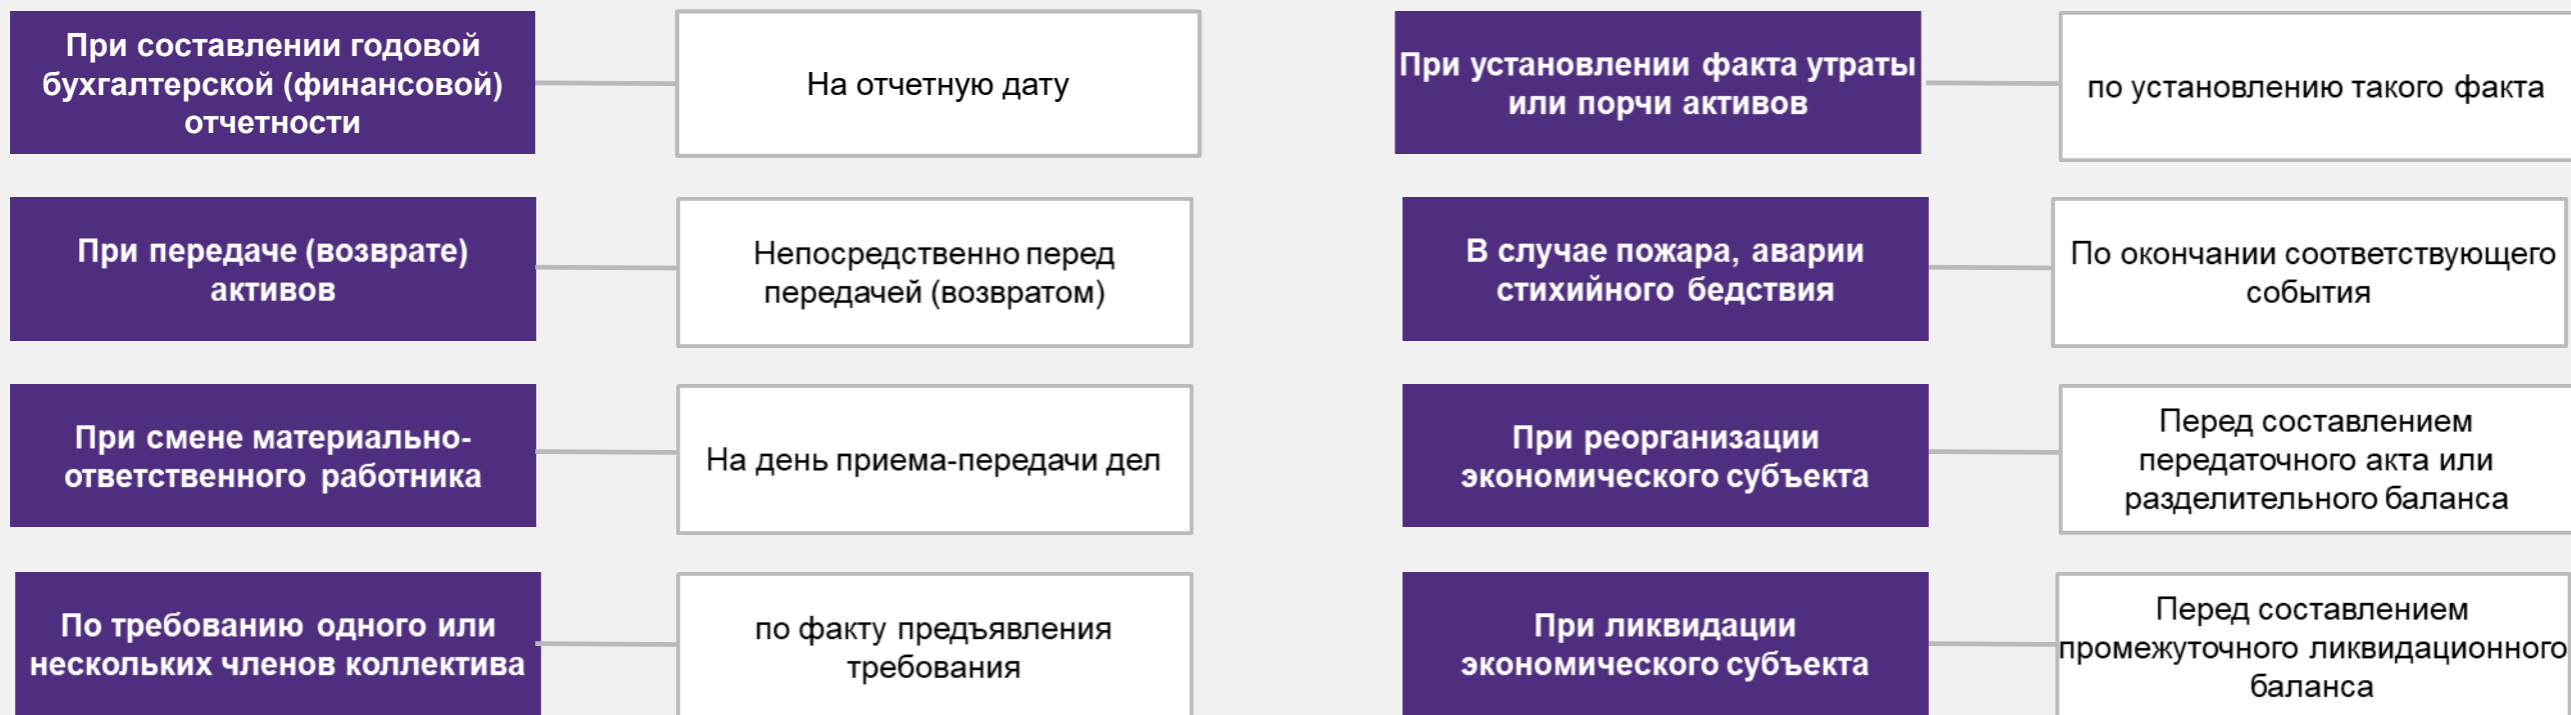 При составлении годовой
бухгалтерской (финансовой)
отчетности
На отчетную дату
При установлении факта утраты
или порчи активов
по установлению такого факта
При передаче (возврате)
активов
Непосредственно перед
передачей (возвратом)
В случае пожара, аварии
стихийного бедствия
По окончании соответствующего
события
При смене материально-
ответственного работника
На день приема-передачи дел
При реорганизации
экономического субъекта
Перед составлением
передаточного акта или
разделительного баланса
По требованию одного или
нескольких членов коллектива
по факту предъявления
требования
При ликвидации
экономического субъекта
Перед составлением
промежуточного ликвидационного
баланса